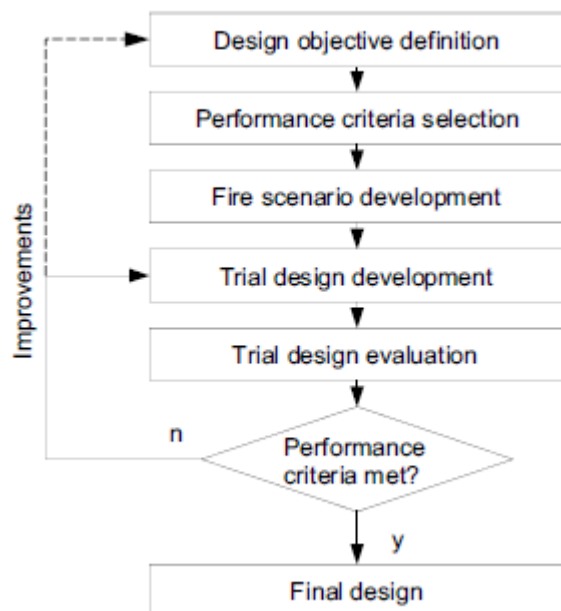 Design objective definition
Performance criteria selection
Fire scenario development
Improvements
Trial design development
Trial design evaluation
n
Performance
criteria met?
y
Final design